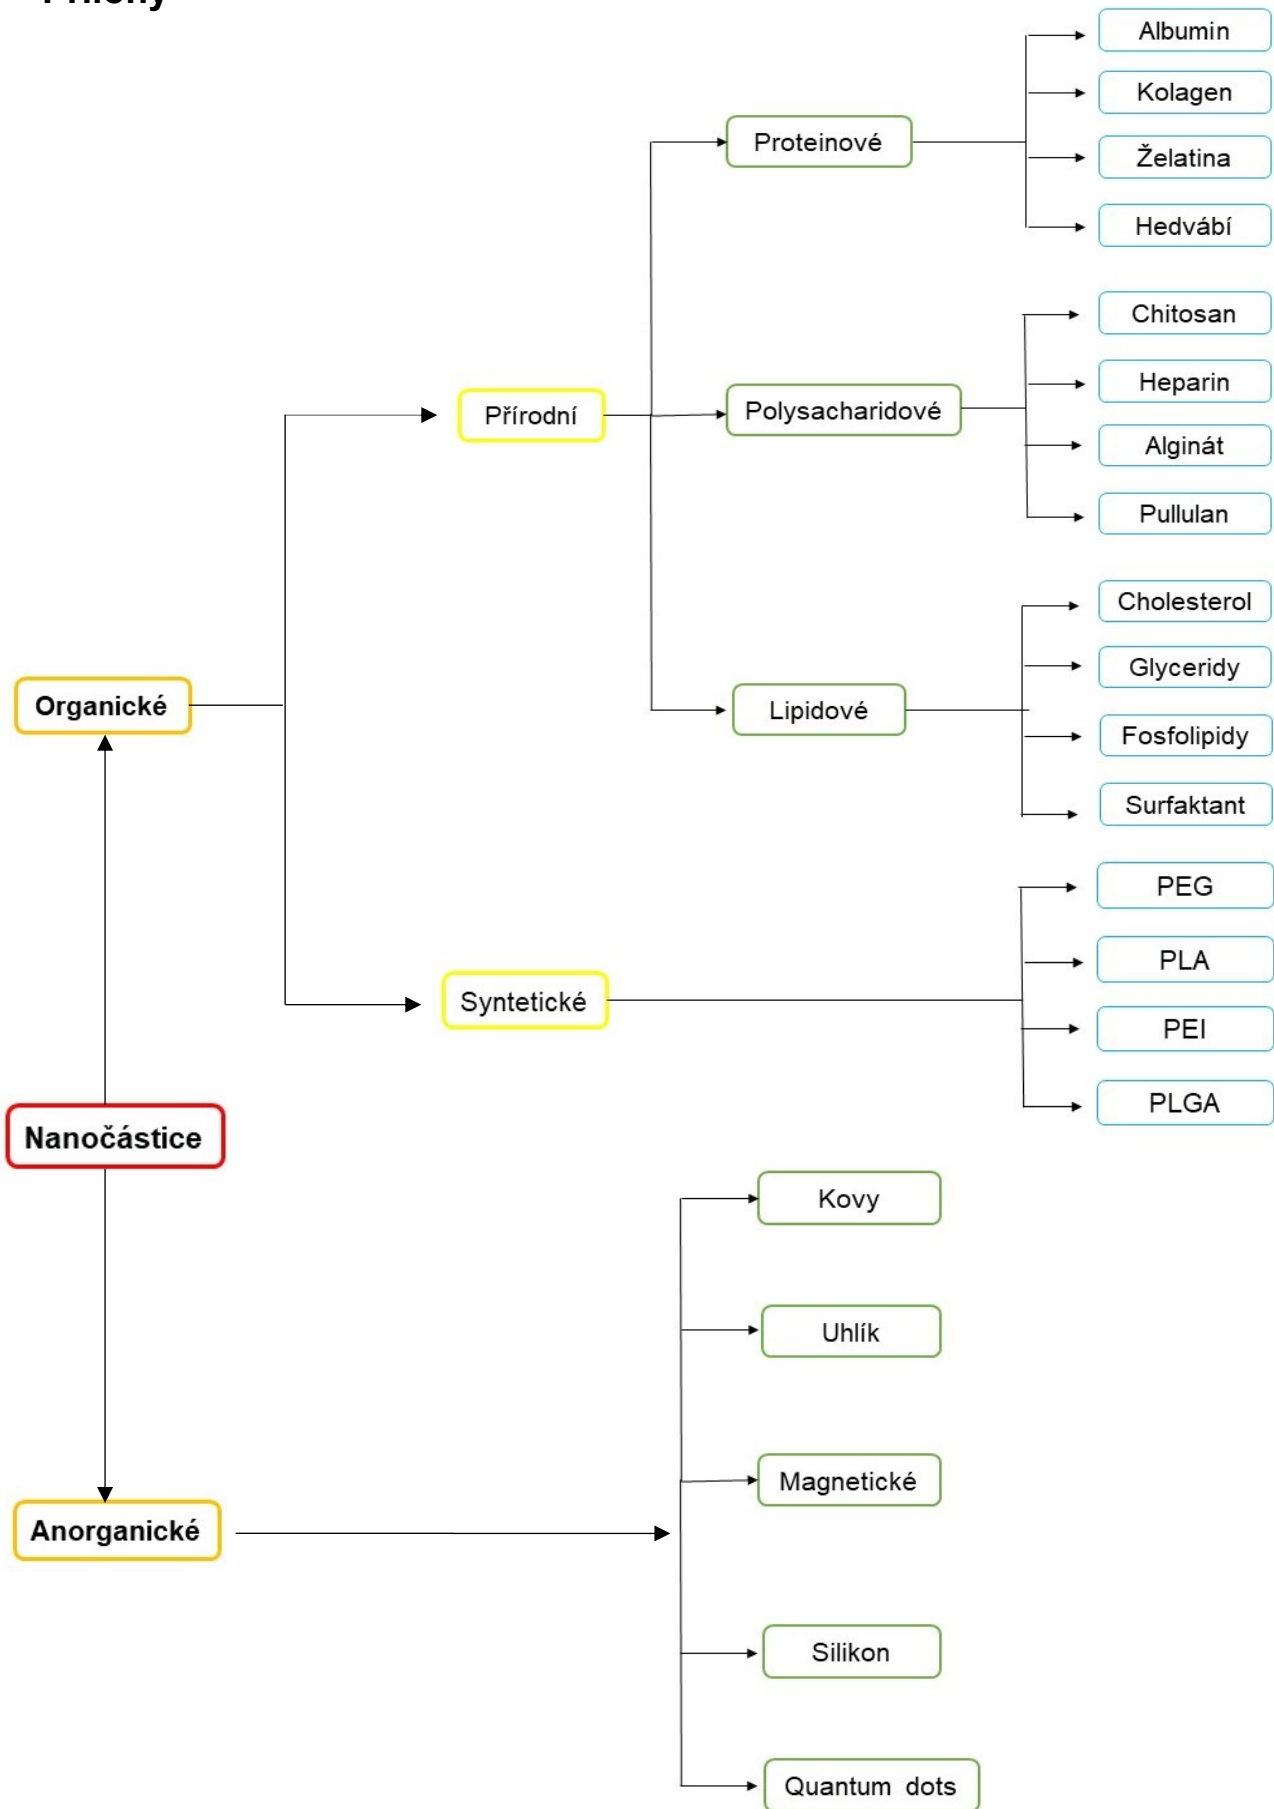 Albumin
Kolagen
Proteinové
Želatina
Hedvábí
Chitosan
Heparin
Přírodní
Polysacharidové
Alginát
Pullulan
Cholesterol
Glyceridy
Organické
Lipidové
Fosfolipidy
Surfaktant
PEG
PLA
Syntetické
PEI
PLGA
Nanočástice
Kovy
Uhlík
Magnetické
Anorganické
Silikon
Quantum dots